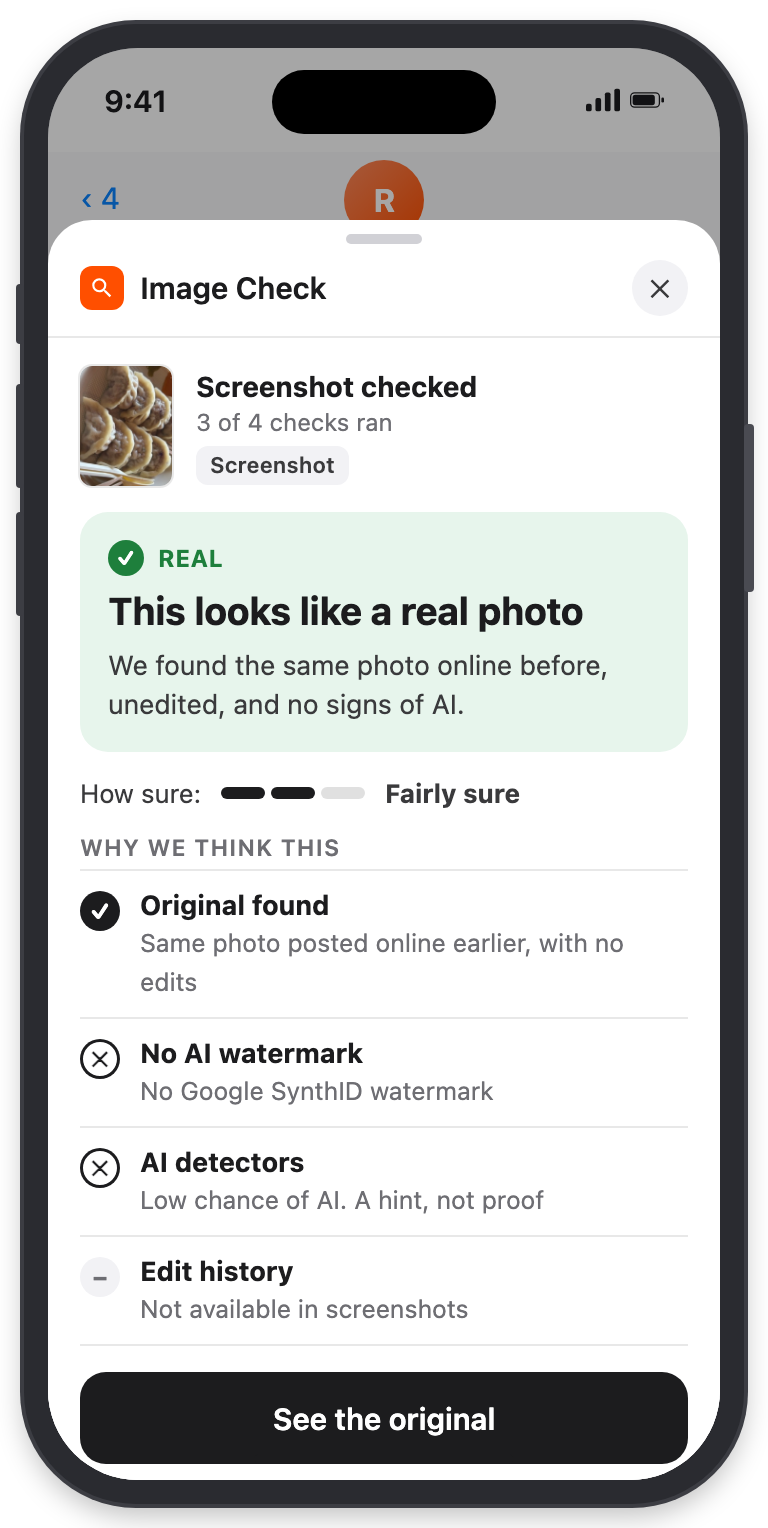 9:41
‹ 4
R
Image Check
Screenshot checked
3 of 4 checks ran
Screenshot
REAL
This looks like a real photo
We found the same photo online before,
unedited, and no signs of AI.
How sure:
Fairly sure
WHY WE THINK THIS
Original found
Same photo posted online earlier, with no
edits
No AI watermark
No Google SynthID watermark
AI detectors
Low chance of AI. A hint, not proof
Edit history
Not available in screenshots
See the original